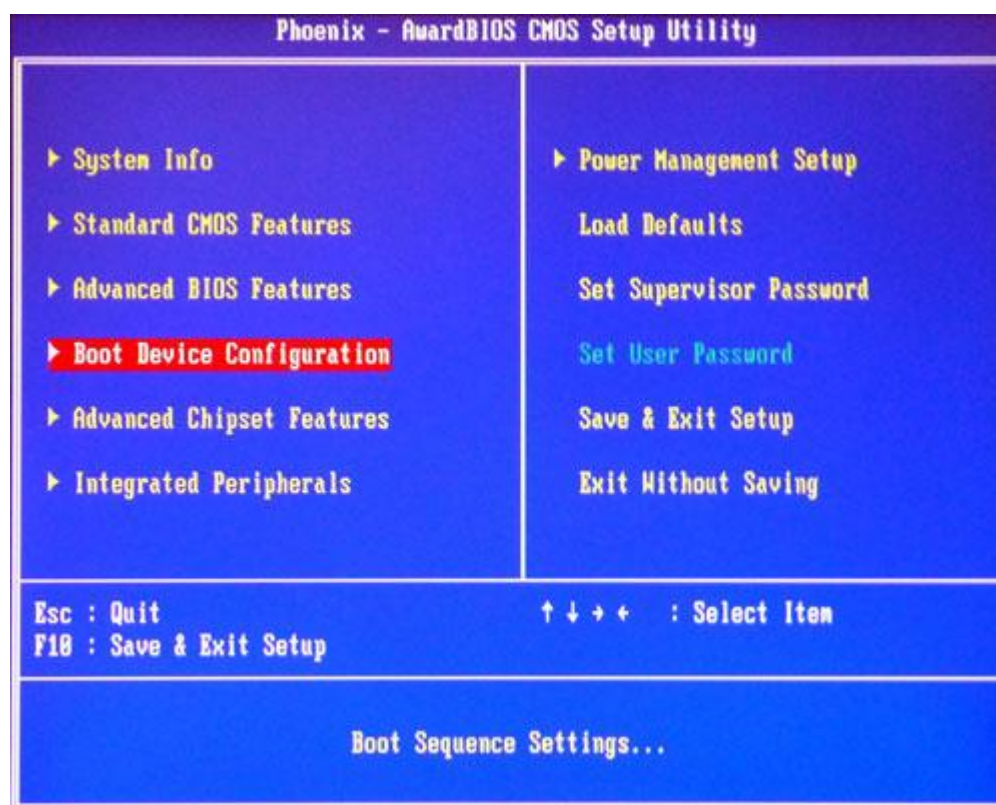 Phoenix - AwardBIOS CMOS Setup Utility
▶ System Info
▶ Standard CMOS Features
▶ Advanced BIOS Features
▶ Boot Device Configuration
▶ Advanced Chipset Features
▶ Integrated Peripherals
▶ Power Management Setup
Load Defaults
Set Supervisor Password
Set User Password
Save & Exit Setup
Exit Without Saving
Esc : Quit
F10 : Save & Exit Setup
↑ ↓ → ← : Select Item
Boot Sequence Settings...